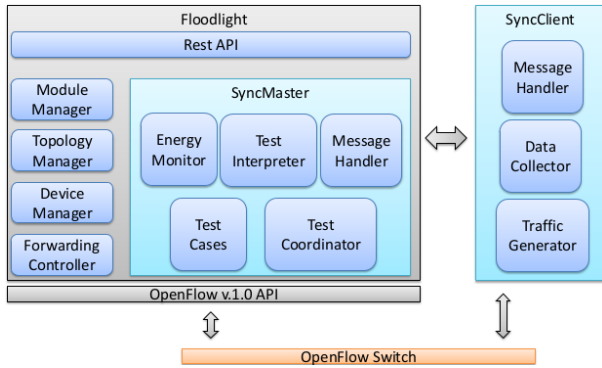 Floodlight
Rest API
Module
Manager
Topology
Manager
Device
Manager
Forwarding
Controller
SyncMaster
Energy
Monitor
Test
Interpreter
Message
Handler
Test
Cases
Test
Coordinator
OpenFlow v.1.0 API
SyncClient
Message
Handler
Data
Collector
Traffic
Generator
OpenFlow Switch